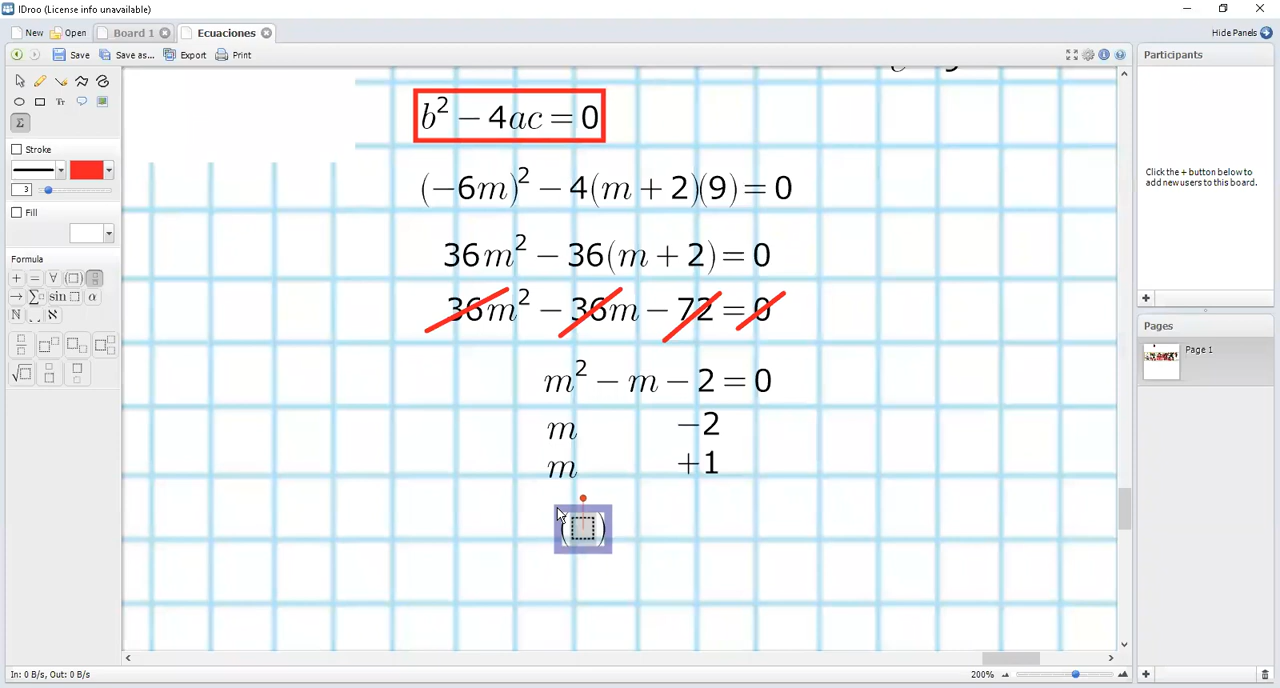 IDroo (License info unavailable)
New Open Board 1 Ecuaciones Hide Panels
Save Save as... Export Print
Participants
Click the + button below to
add new users to this board.
Pages
Page 1
Tr
Σ
Stroke
3
Fill
Formula
+ = ∀ (□)
→ Σ□ sin □ α
ℕ ℵ
b² − 4ac = 0
(−6m)² − 4(m + 2)(9) = 0
36m² − 36(m + 2) = 0
36m² − 36m − 72 = 0
m² − m − 2 = 0
m −2
m +1
( )
In: 0 B/s, Out: 0 B/s
200%